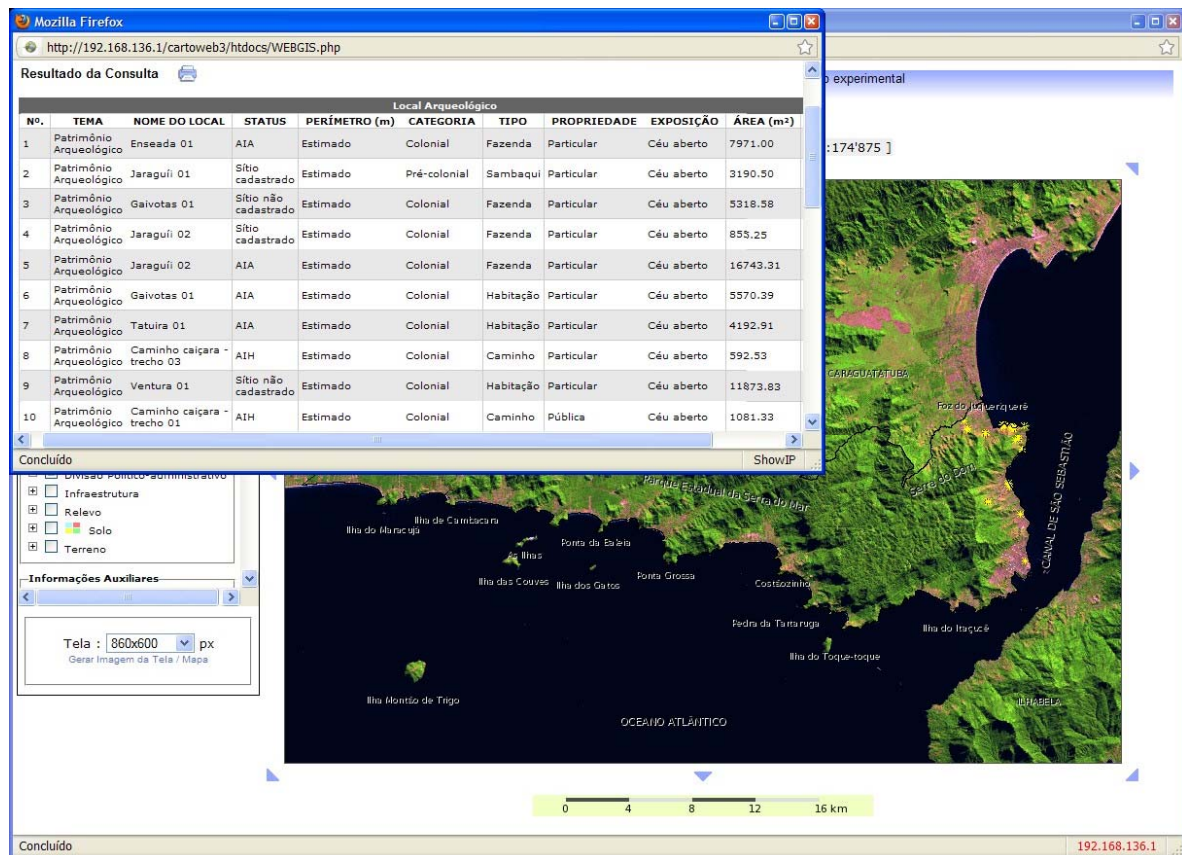 Mozilla Firefox
http://192.168.136.1/cartoweb3/htdocs/WEBGIS.php
Resultado da Consulta
Local Arqueológico
Nº. TEMA NOME DO LOCAL STATUS PERÍMETRO (m) CATEGORIA TIPO PROPRIEDADE EXPOSIÇÃO ÁREA (m²)
1 Patrimônio Arqueológico Enseada 01 AIA Estimado Colonial Fazenda Particular Céu aberto 7971.00
2 Patrimônio Arqueológico 01 Sítio cadastrado Estimado Pré-colonial Sambaqui Particular Céu aberto 3190.50
3 Patrimônio Arqueológico Gaivotas 01 Sítio não cadastrado Estimado Colonial Fazenda Particular Céu aberto 5318.58
4 Patrimônio Arqueológico 02 Sítio cadastrado Estimado Colonial Fazenda Particular Céu aberto 855.25
5 Patrimônio Arqueológico 02 AIA Estimado Colonial Fazenda Particular Céu aberto 16743.31
6 Patrimônio Arqueológico Gaivotas 01 AIA Estimado Colonial Habitação Particular Céu aberto 5570.39
7 Patrimônio Arqueológico Tatuira 01 AIA Estimado Colonial Habitação Particular Céu aberto 4192.91
8 Patrimônio Arqueológico Caminho caiçara - trecho 03 AIH Estimado Colonial Caminho Particular Céu aberto 592.53
9 Patrimônio Arqueológico Ventura 01 Sítio não cadastrado Estimado Colonial Habitação Particular Céu aberto 11873.83
10 Patrimônio Arqueológico Caminho caiçara - trecho 01 AIH Estimado Colonial Caminho Pública Céu aberto 1081.33
Concluído ShowIP
o experimental
:174'875 ]
Divisão Político-administrativo
Infraestrutura
Relevo
Solo
Terreno
Informações Auxiliares
Tela : 860x600 px
Gerar Imagem da Tela / Mapa
CARAGUATATUBA
Foz do Juqueriquerê
Serra do Dom
CANAL DE SÃO SEBASTIÃO
Parque Estadual da Serra do Mar
Ilha do Maracujá
Ilha de Cambacara
As Ilhas
Ponta da Baleia
Ilha das Couves
Ilha dos Gatos
Ponta Grossa
Costãozinho
Pedra da Tartaruga
Ilha do Itaçucê
Ilha do Toque-toque
Ilha Montão de Trigo
OCEANO ATLÂNTICO
ILHABELA
0 4 8 12 16 km
Concluído
192.168.136.1